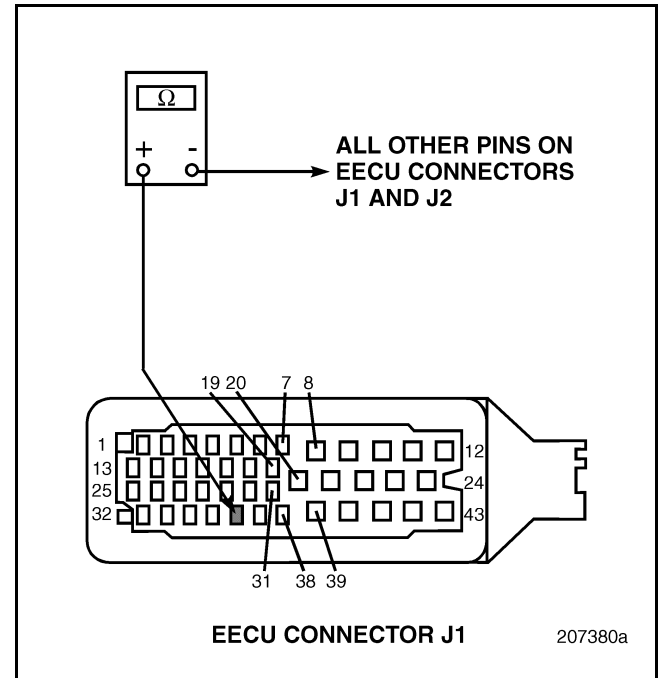 Ω
+ -
ALL OTHER PINS ON
EECU CONNECTORS
J1 AND J2
19 20 7 8
1 12
13 24
25
32 43
31 38 39
EECU CONNECTOR J1 207380a